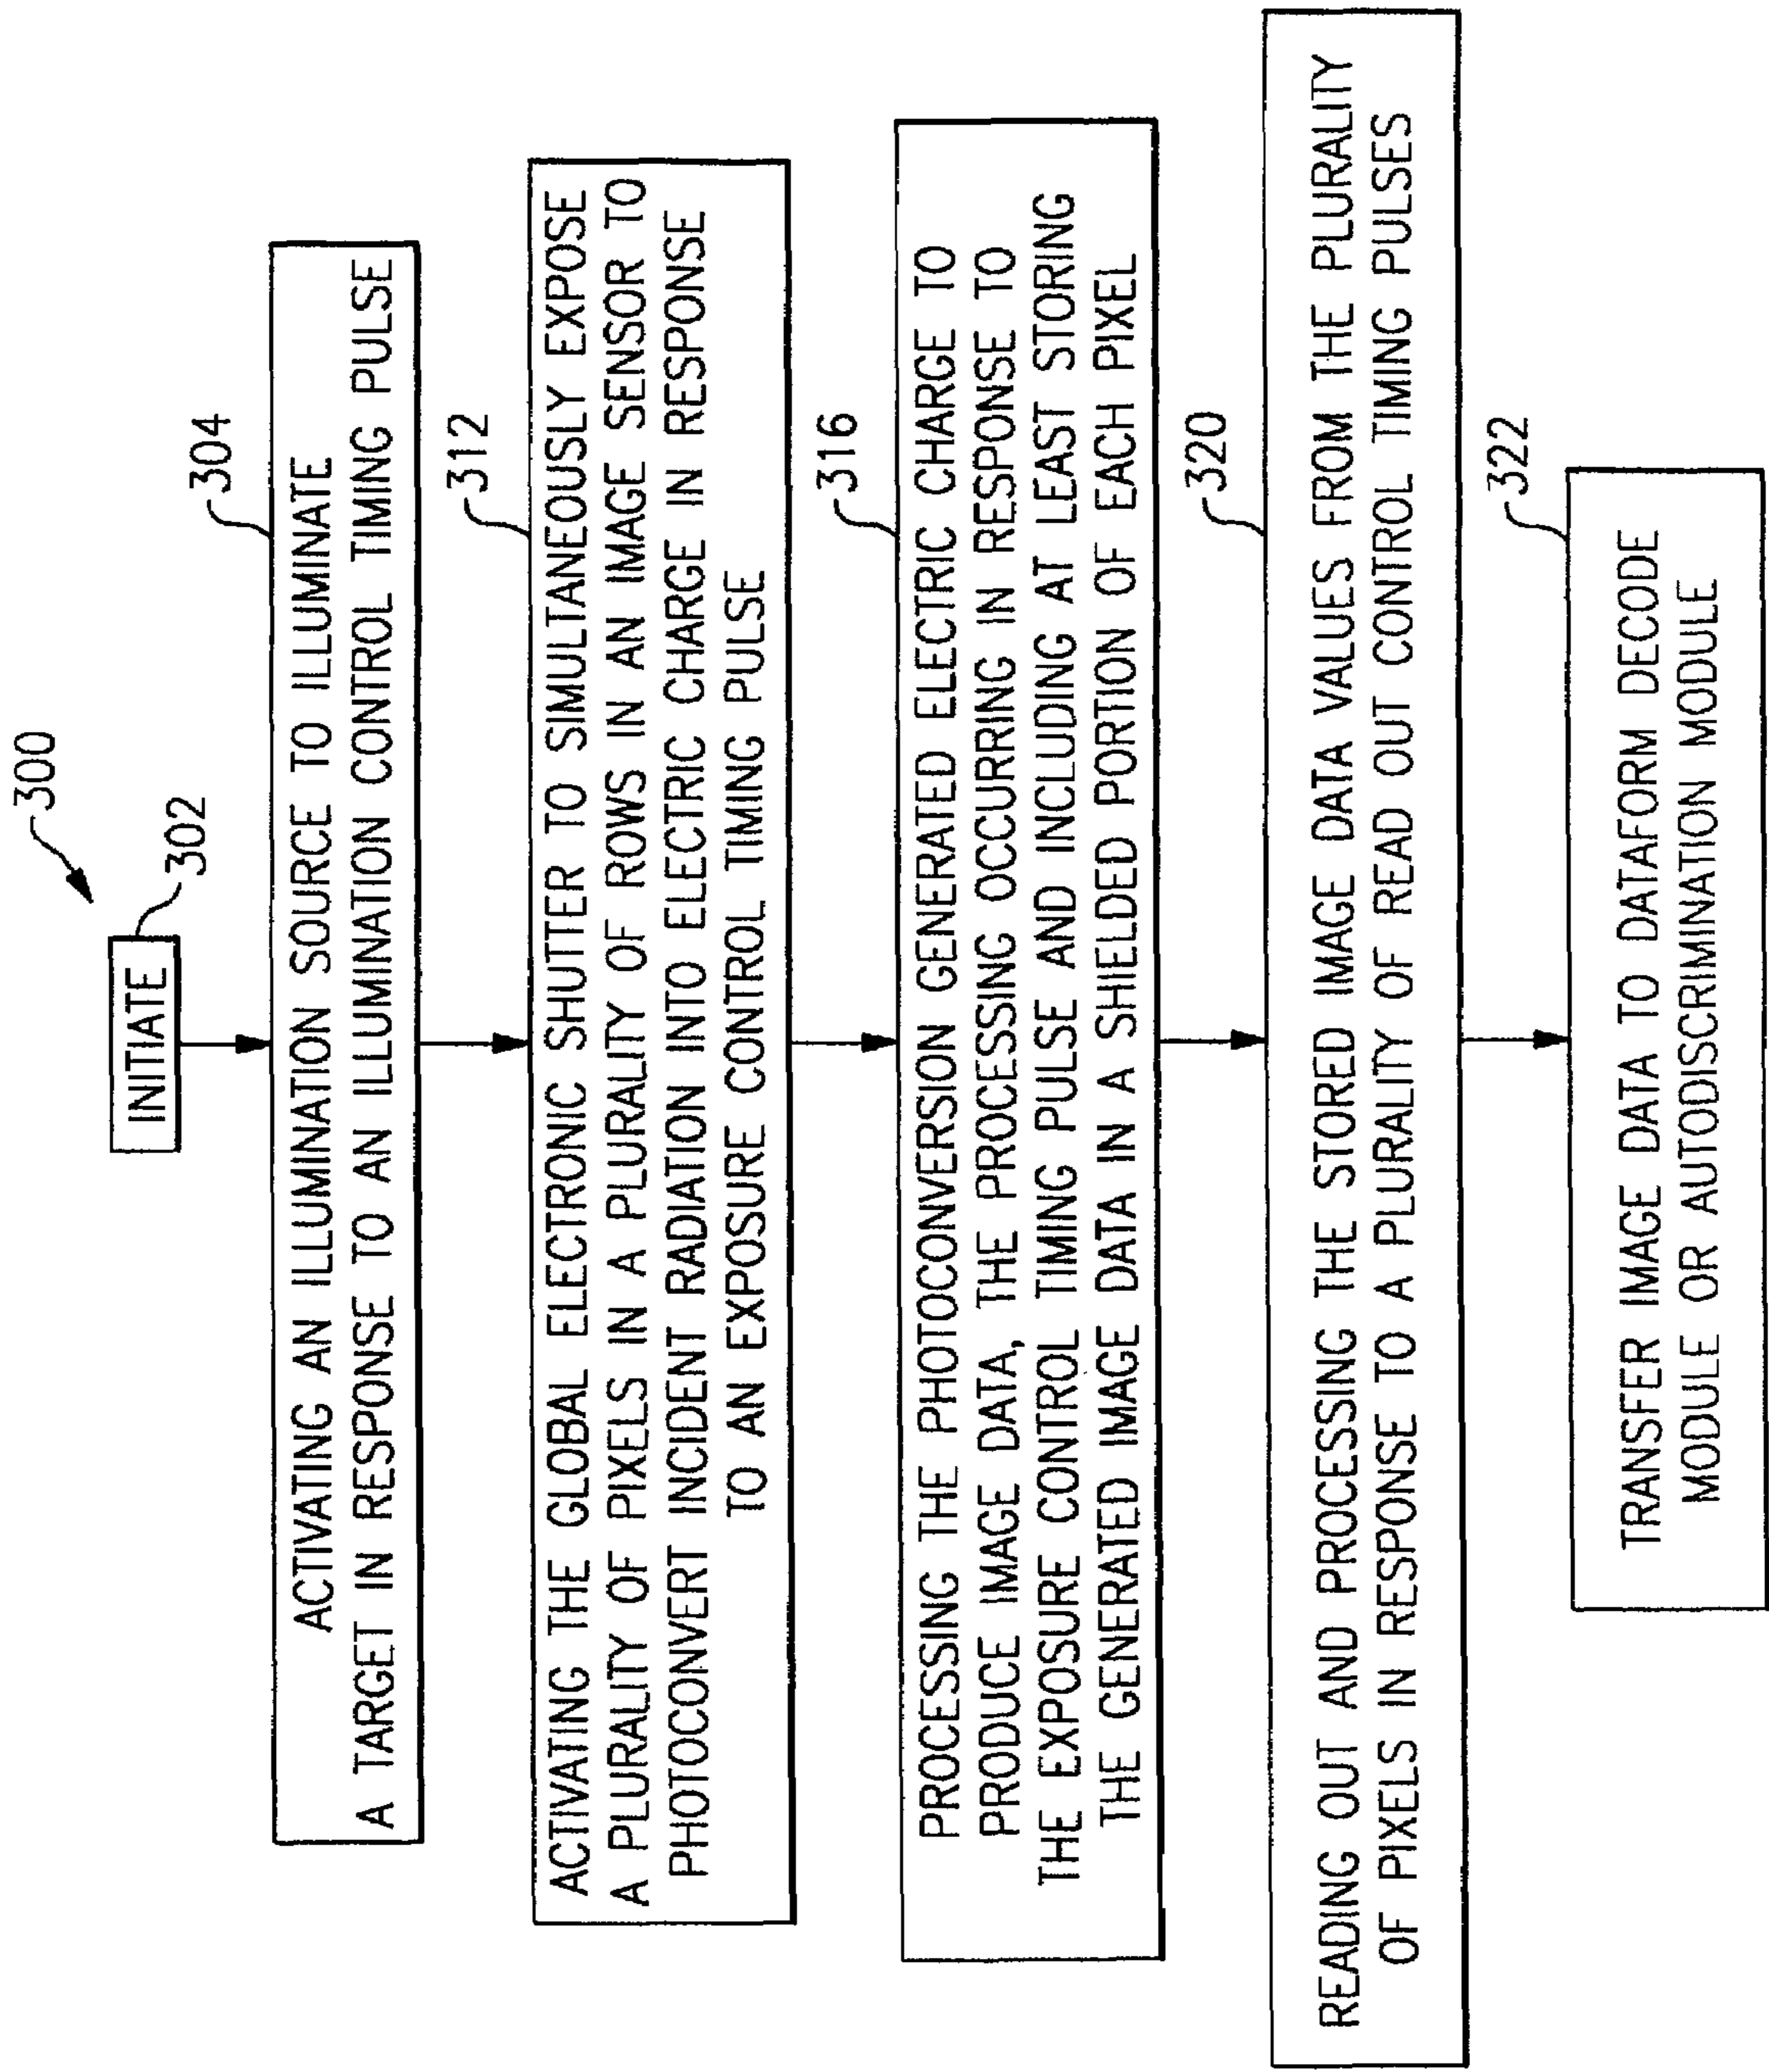 300
INITIATE
302
304
ACTIVATING AN ILLUMINATION SOURCE TO ILLUMINATE
A TARGET IN RESPONSE TO AN ILLUMINATION CONTROL TIMING PULSE
312
ACTIVATING THE GLOBAL ELECTRONIC SHUTTER TO SIMULTANEOUSLY EXPOSE
A PLURALITY OF PIXELS IN A PLURALITY OF ROWS IN AN IMAGE SENSOR TO
PHOTOCONVERT INCIDENT RADIATION INTO ELECTRIC CHARGE IN RESPONSE
TO AN EXPOSURE CONTROL TIMING PULSE
316
PROCESSING THE PHOTOCONVERSION GENERATED ELECTRIC CHARGE TO
PRODUCE IMAGE DATA, THE PROCESSING OCCURRING IN RESPONSE TO
THE EXPOSURE CONTROL TIMING PULSE AND INCLUDING AT LEAST STORING
THE GENERATED IMAGE DATA IN A SHIELDED PORTION OF EACH PIXEL
320
READING OUT AND PROCESSING THE STORED IMAGE DATA VALUES FROM THE PLURALITY
OF PIXELS IN RESPONSE TO A PLURALITY OF READ OUT CONTROL TIMING PULSES
322
TRANSFER IMAGE DATA TO DATAFORM DECODE
MODULE OR AUTODISCRIMINATION MODULE